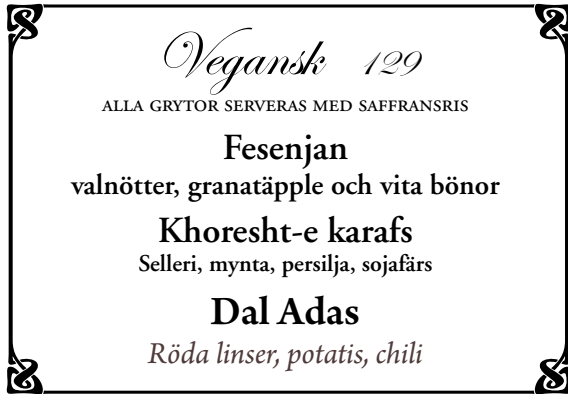 Vegansk 129
ALLA GRYTOR SERVERAS MED SAFFRANSRIS
Fesenjan
valnötter, granatäpple och vita bönor
Khoresht-e karafs
Selleri, mynta, persilja, sojafärs
Dal Adas
Röda linser, potatis, chili